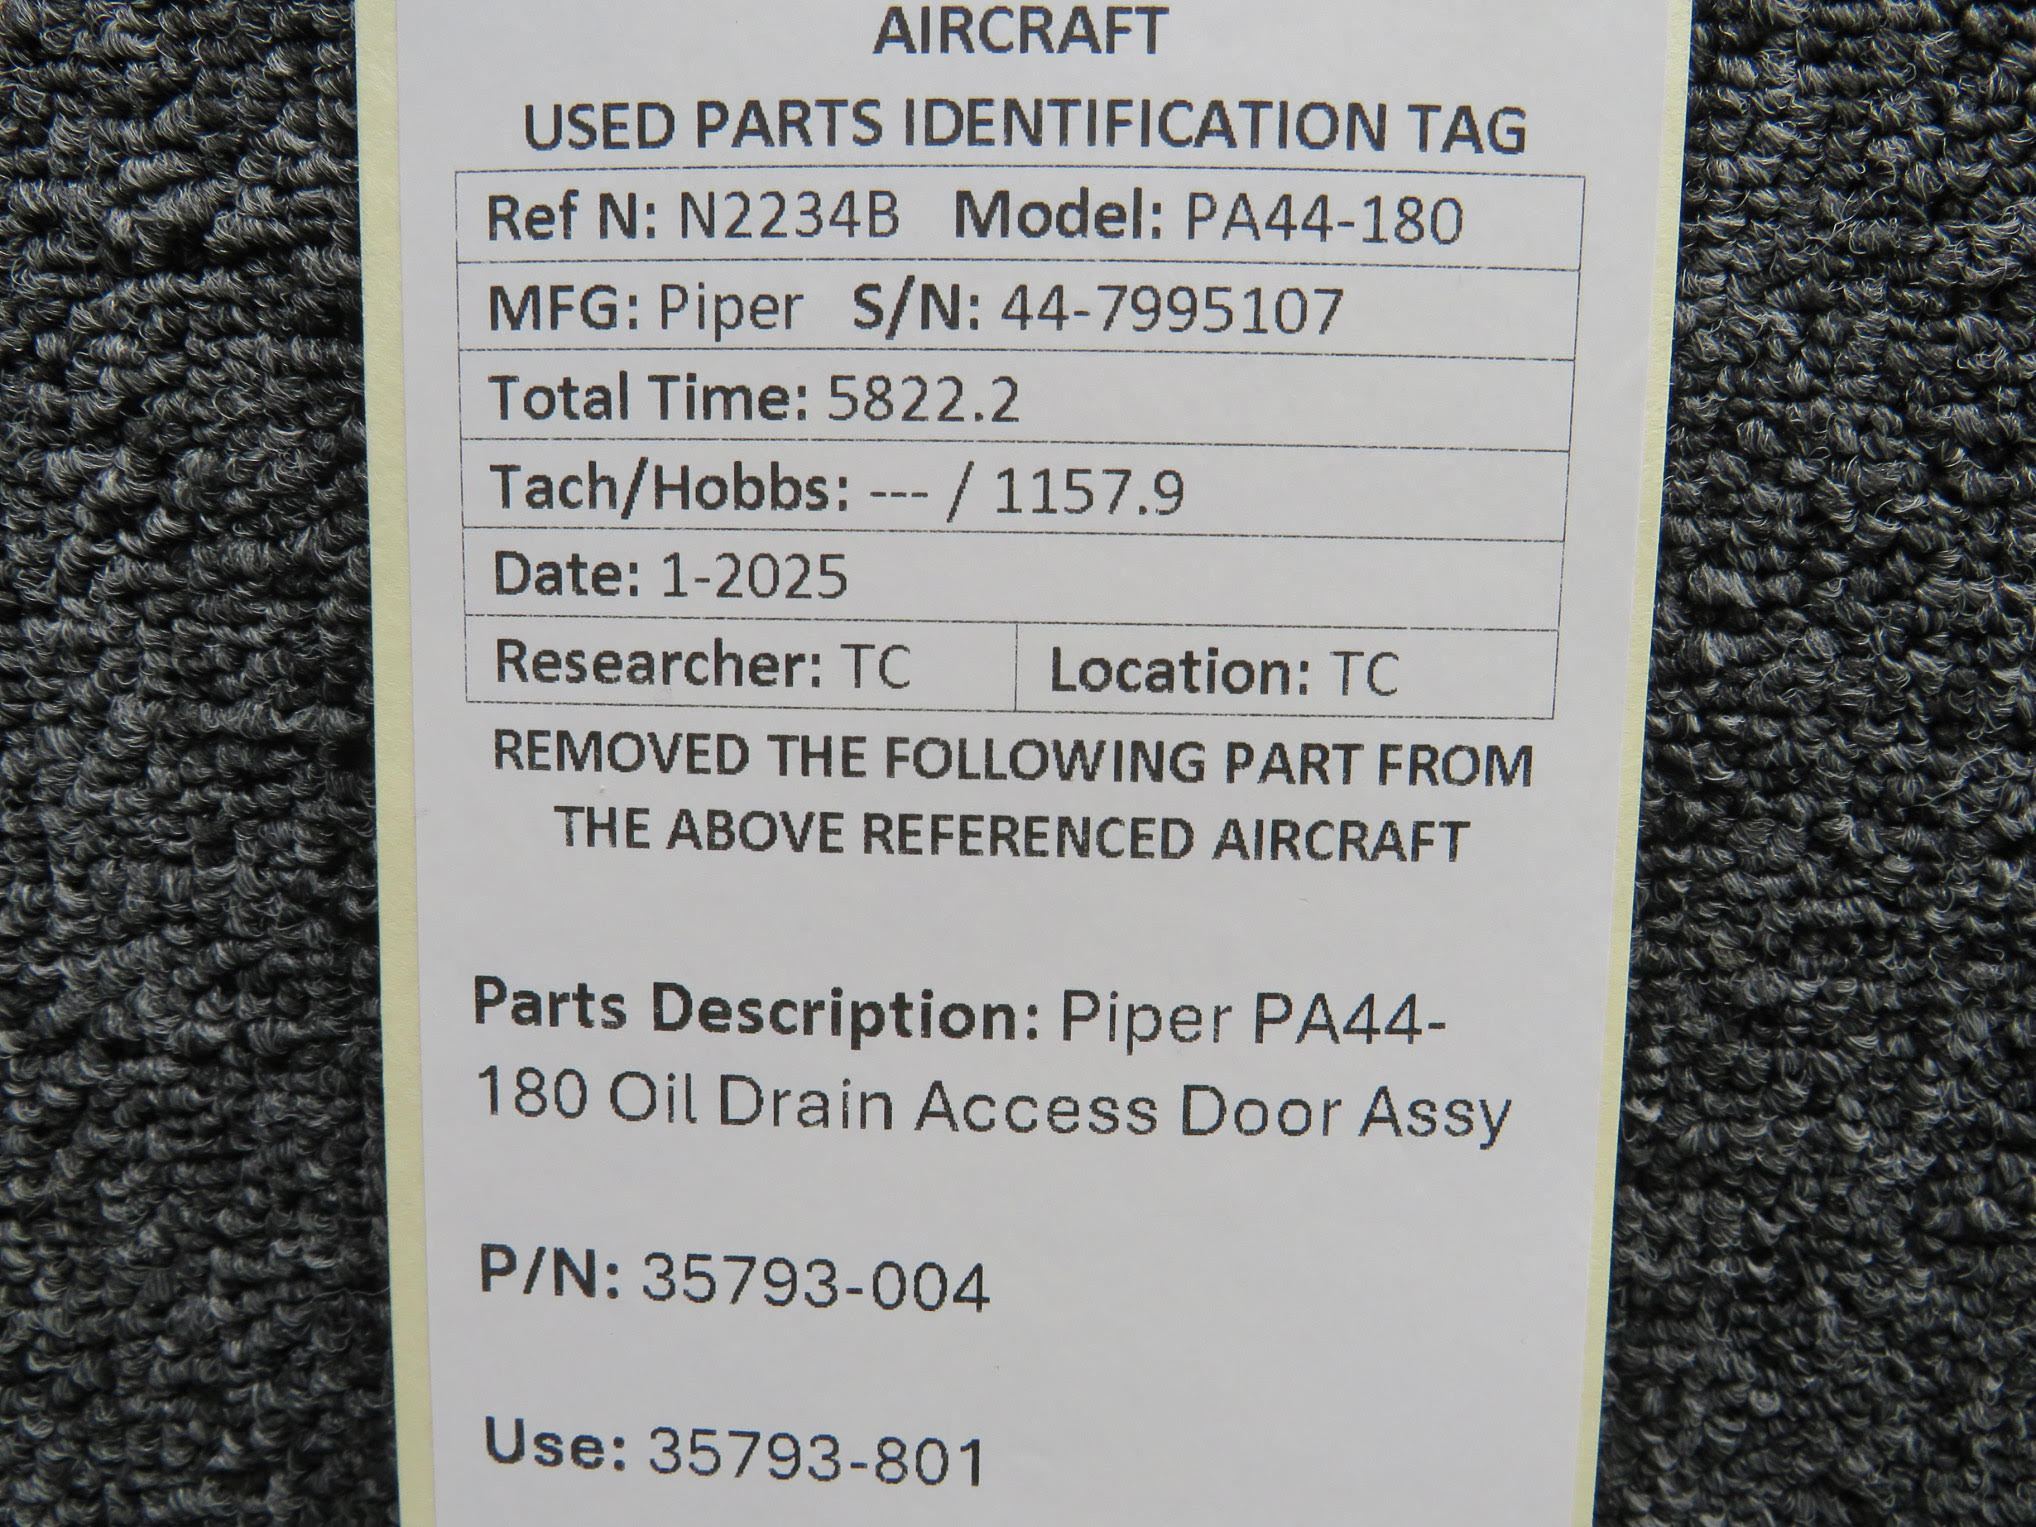 AIRCRAFT
USED PARTS IDENTIFICATION TAG
Ref N: N2234B Model: PA44-180
MFG: Piper S/N: 44-7995107
Total Time: 5822.2
Tach/Hobbs: --- / 1157.9
Date: 1-2025
Researcher: TC Location: TC
REMOVED THE FOLLOWING PART FROM
THE ABOVE REFERENCED AIRCRAFT
Parts Description: Piper PA44-
180 Oil Drain Access Door Assy
P/N: 35793-004
Use: 35793-801